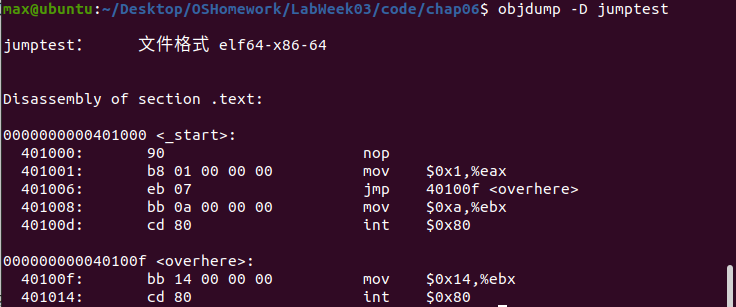 max@ubuntu:~/Desktop/OSHomework/LabWeek03/code/chap06$ objdump -D jumptest
jumptest：     文件格式 elf64-x86-64
Disassembly of section .text:
0000000000401000 <_start>:
  401000:	90                   	nop
  401001:	b8 01 00 00 00       	mov    $0x1,%eax
  401006:	eb 07                	jmp    40100f <overhere>
  401008:	bb 0a 00 00 00       	mov    $0xa,%ebx
  40100d:	cd 80                	int    $0x80
000000000040100f <overhere>:
  40100f:	bb 14 00 00 00       	mov    $0x14,%ebx
  401014:	cd 80                	int    $0x80